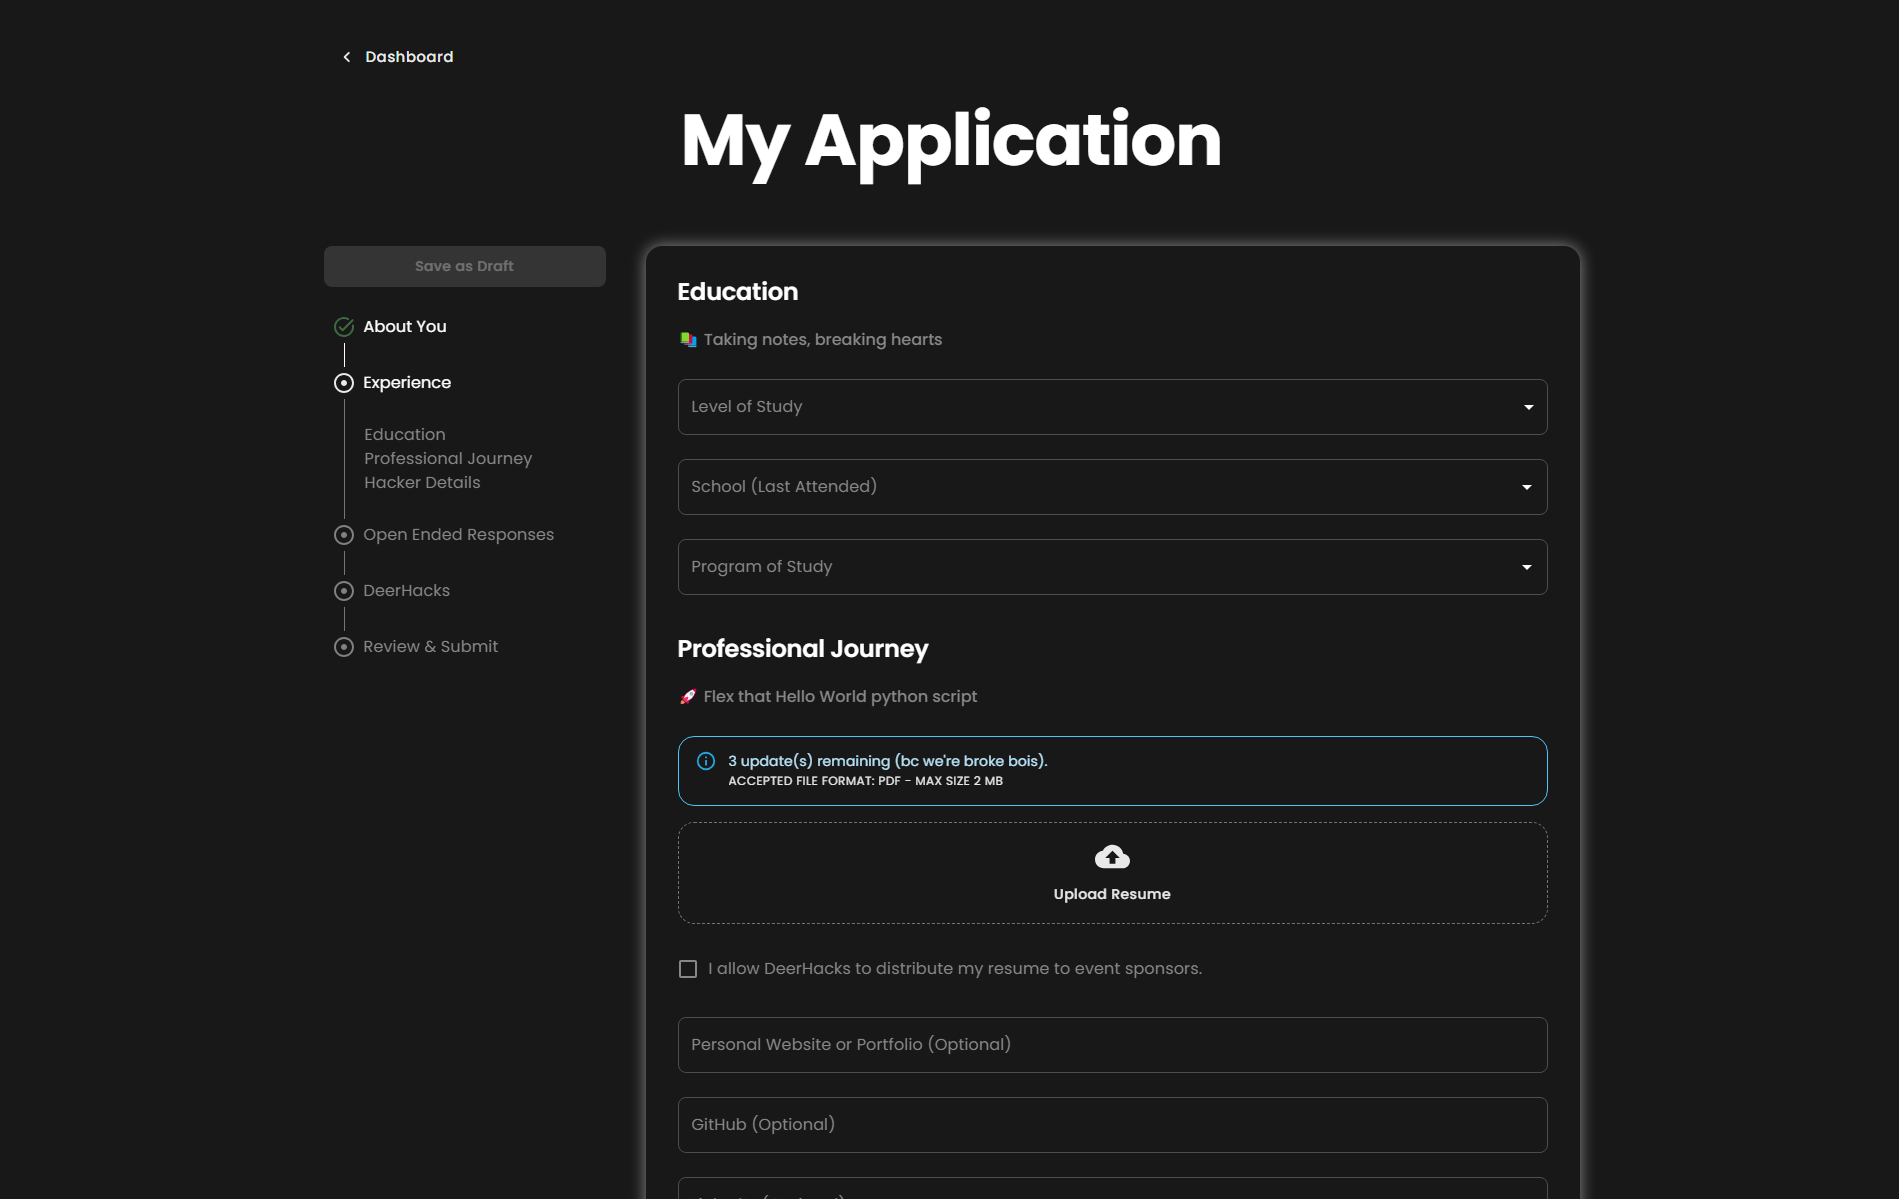 Dashboard
My Application
Save as Draft
About You
Experience
Education
Professional Journey
Hacker Details
Open Ended Responses
DeerHacks
Review & Submit
Education
Taking notes, breaking hearts
Level of Study
School (Last Attended)
Program of Study
Professional Journey
Flex that Hello World python script
3 update(s) remaining (bc we're broke bois).
ACCEPTED FILE FORMAT: PDF - MAX SIZE 2 MB
Upload Resume
I allow DeerHacks to distribute my resume to event sponsors.
Personal Website or Portfolio (Optional)
GitHub (Optional)